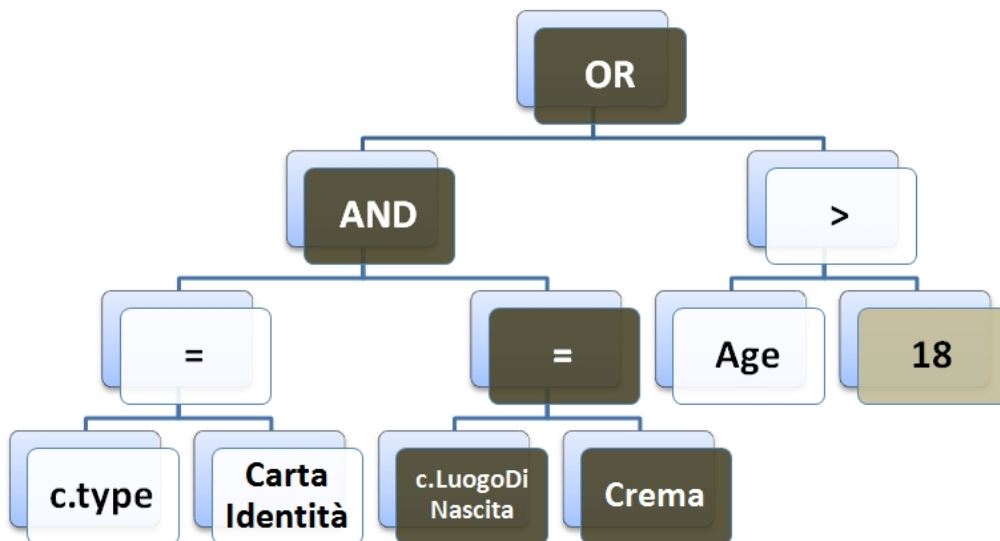 OR
AND
>
=
=
Age
18
c.type
Carta
Identità
c.LuogoDi
Nascita
Crema